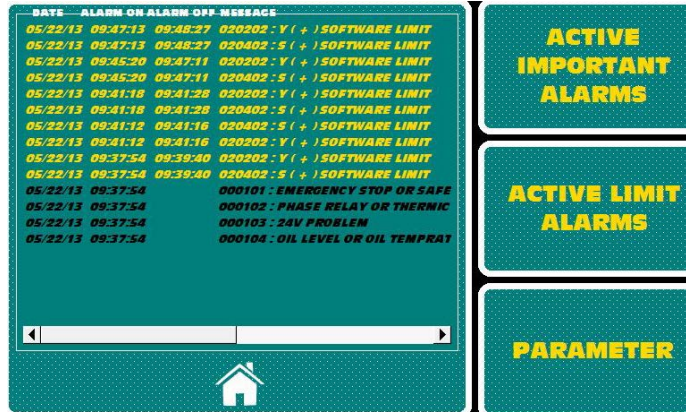 DATE ALARM ON ALARM OFF MESSAGE
05/22/13 09:47:13 09:48:27 020202 : Y ( + ) SOFTWARE LIMIT
05/22/13 09:47:13 09:48:27 020402 : S ( + ) SOFTWARE LIMIT
05/22/13 09:45:20 09:47:11 020202 : Y ( + ) SOFTWARE LIMIT
05/22/13 09:45:20 09:47:11 020402 : S ( + ) SOFTWARE LIMIT
05/22/13 09:41:18 09:41:28 020202 : Y ( + ) SOFTWARE LIMIT
05/22/13 09:41:18 09:41:28 020402 : S ( + ) SOFTWARE LIMIT
05/22/13 09:41:12 09:41:16 020402 : S ( + ) SOFTWARE LIMIT
05/22/13 09:41:12 09:41:16 020202 : Y ( + ) SOFTWARE LIMIT
05/22/13 09:37:54 09:39:40 020202 : Y ( + ) SOFTWARE LIMIT
05/22/13 09:37:54 09:39:40 020402 : S ( + ) SOFTWARE LIMIT
05/22/13 09:37:54 000101 : EMERGENCY STOP OR SAFE
05/22/13 09:37:54 000102 : PHASE RELAY OR THERMIC
05/22/13 09:37:54 000103 : 24V PROBLEM
05/22/13 09:37:54 000104 : OIL LEVEL OR OIL TEMPRAT
ACTIVE
IMPORTANT
ALARMS
ACTIVE LIMIT
ALARMS
PARAMETER